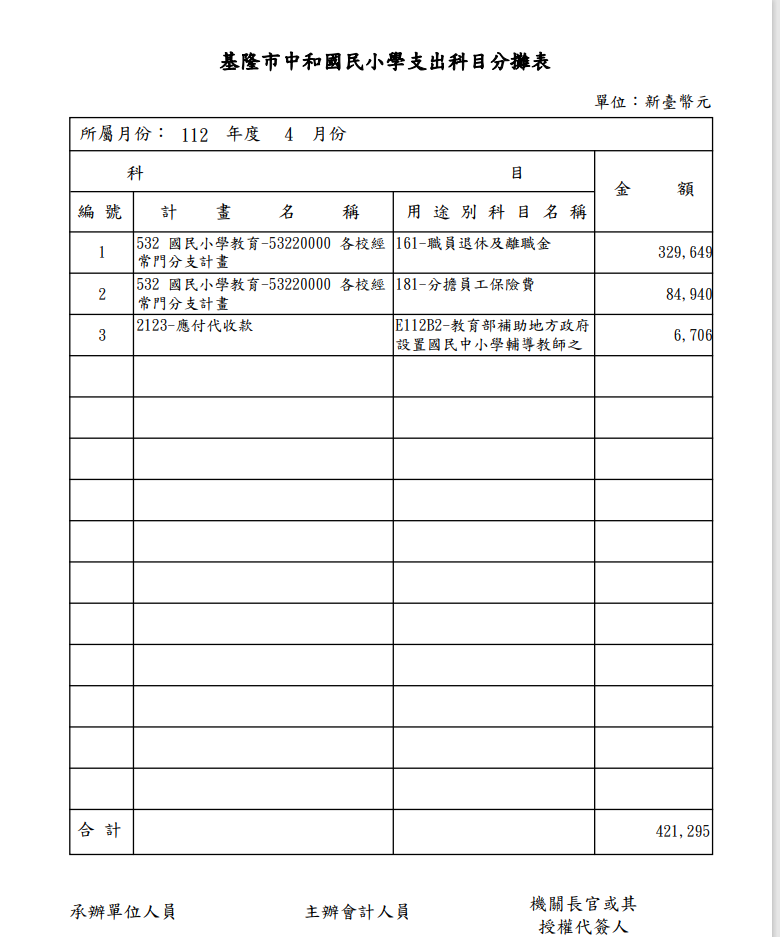 基隆市中和國民小學支出科目分攤表
單位：新臺幣元
所屬月份： 112 年度 4 月份
科 目
金 額
編 號 計 畫 名 稱 用 途 別 科 目 名 稱
1 532 國民小學教育-53220000 各校經 161-職員退休及離職金 329,649
常門分支計畫
2 532 國民小學教育-53220000 各校經 181-分擔員工保險費 84,940
常門分支計畫
3 2123-應付代收款 E112B2-教育部補助地方政府 6,706
設置國民中小學輔導教師之
合 計 421,295
承辦單位人員 主辦會計人員 機關長官或其
授權代簽人